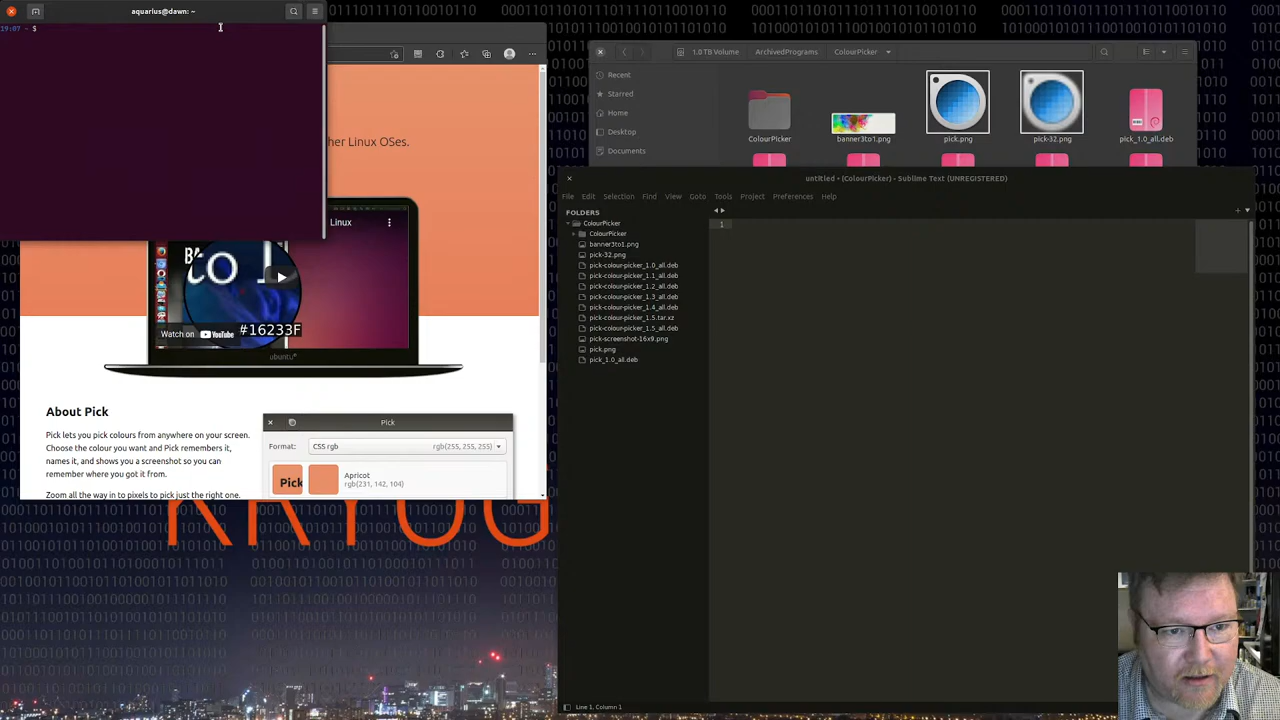 aquarius@dawn: ~
19:07 ~ $
her Linux OSes.
Linux
Watch on YouTube
#16233F
ubuntu
About Pick
Pick lets you pick colours from anywhere on your screen.
Choose the colour you want and Pick remembers it,
names it, and shows you a screenshot so you can
remember where you got it from.
Zoom all the way in to pixels to pick just the right one.
Pick
Format:
CSS rgb
rgb(255, 255, 255)
Pick
Apricot
rgb(231, 142, 104)
1.0 TB Volume
ArchivedPrograms
ColourPicker
Recent
Starred
Home
Desktop
Documents
ColourPicker
banner3to1.png
pick.png
pick-32.png
pick_1.0_all.deb
untitled • (ColourPicker) - Sublime Text (UNREGISTERED)
File Edit Selection Find View Goto Tools Project Preferences Help
FOLDERS
ColourPicker
ColourPicker
banner3to1.png
pick-32.png
pick-colour-picker_1.0_all.deb
pick-colour-picker_1.1_all.deb
pick-colour-picker_1.2_all.deb
pick-colour-picker_1.3_all.deb
pick-colour-picker_1.4_all.deb
pick-colour-picker_1.5.tar.xz
pick-colour-picker_1.5_all.deb
pick-screenshot-16x9.png
pick.png
pick_1.0_all.deb
1
Line 1, Column 1